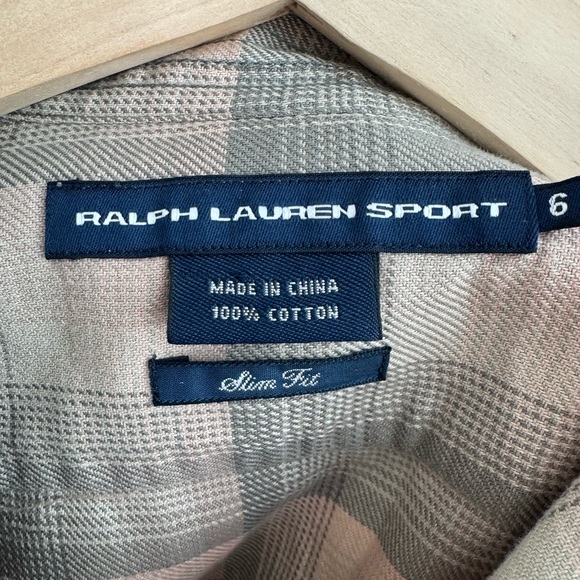 RALPH LAUREN SPORT 6
MADE IN CHINA
100% COTTON
Slim Fit